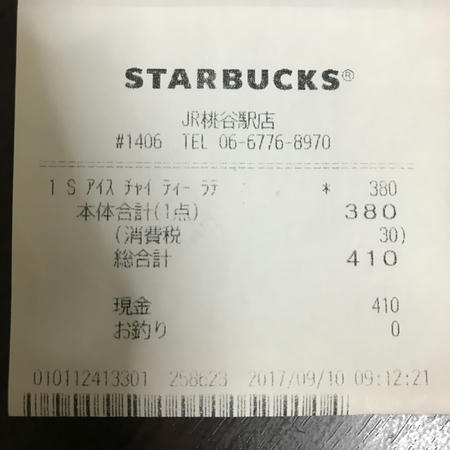 STARBUCKS®
JR桃谷駅店
#1406 TEL 06-6776-8970
1 S ｱｲｽ ﾁｬｲ ﾃｨｰ ﾗﾃ * 380
本体合計(1点) 380
(消費税 30)
総合計 410
現金 410
お釣り 0
010112413301 258623 2017/09/10 09:12:21